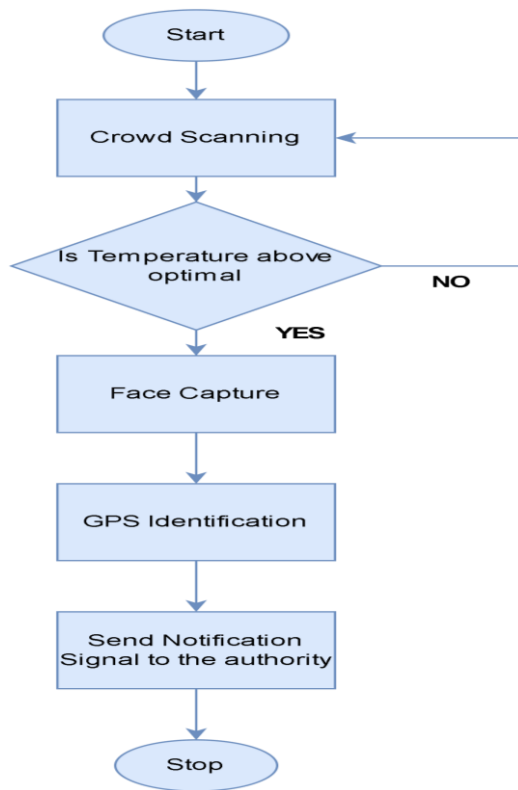 Start
Crowd Scanning
Is Temperature above
optimal
NO
YES
Face Capture
GPS Identification
Send Notification
Signal to the authority
Stop